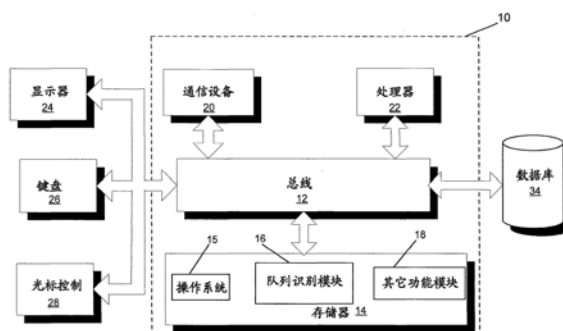 10
显示器
24
通信设备
20
处理器
22
键盘
26
总线
12
数据库
34
15
16
18
操作系统
队列识别模块
其它功能模块
光标控制
28
存储器 14